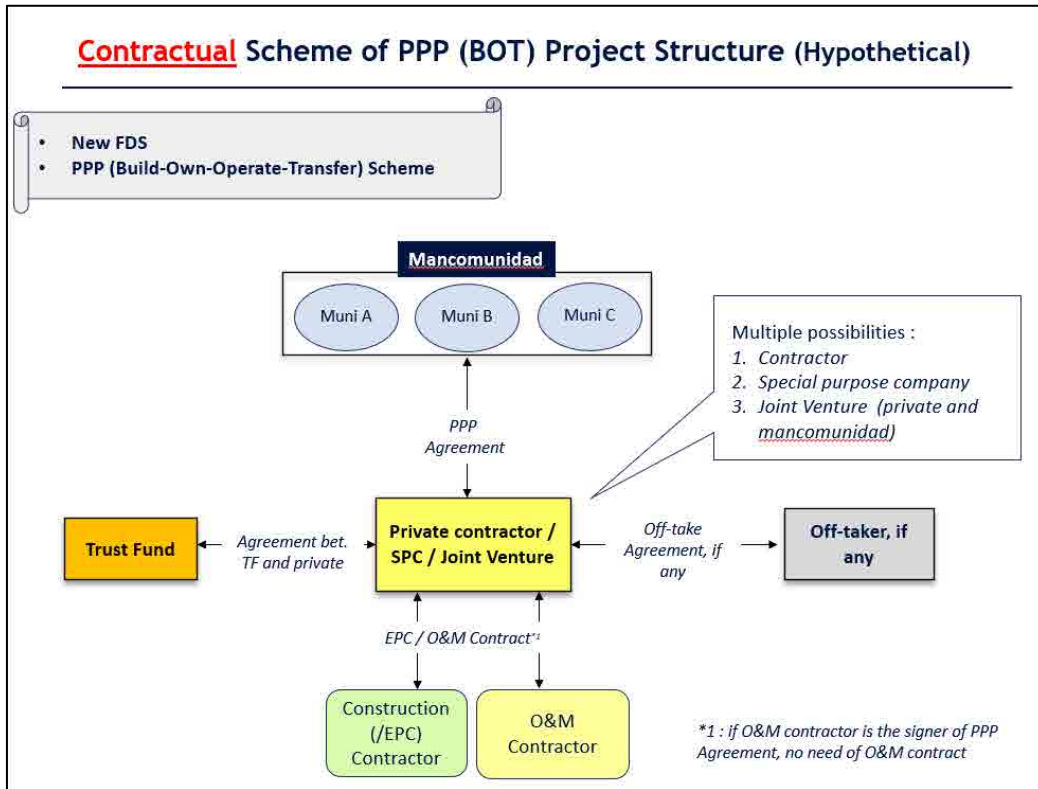 Contractual Scheme of PPP (BOT) Project Structure (Hypothetical)
• New FDS
• PPP (Build-Own-Operate-Transfer) Scheme
Mancomunidad
Muni A
Muni B
Muni C
Multiple possibilities :
1. Contractor
2. Special purpose company
3. Joint Venture (private and
mancomunidad)
PPP
Agreement
Trust Fund
Agreement bet.
TF and private
Private contractor /
SPC / Joint Venture
Off-take
Agreement, if
any
Off-taker, if
any
EPC / O&M Contract*1
Construction
(/EPC)
Contractor
O&M
Contractor
*1 : if O&M contractor is the signer of PPP
Agreement, no need of O&M contract